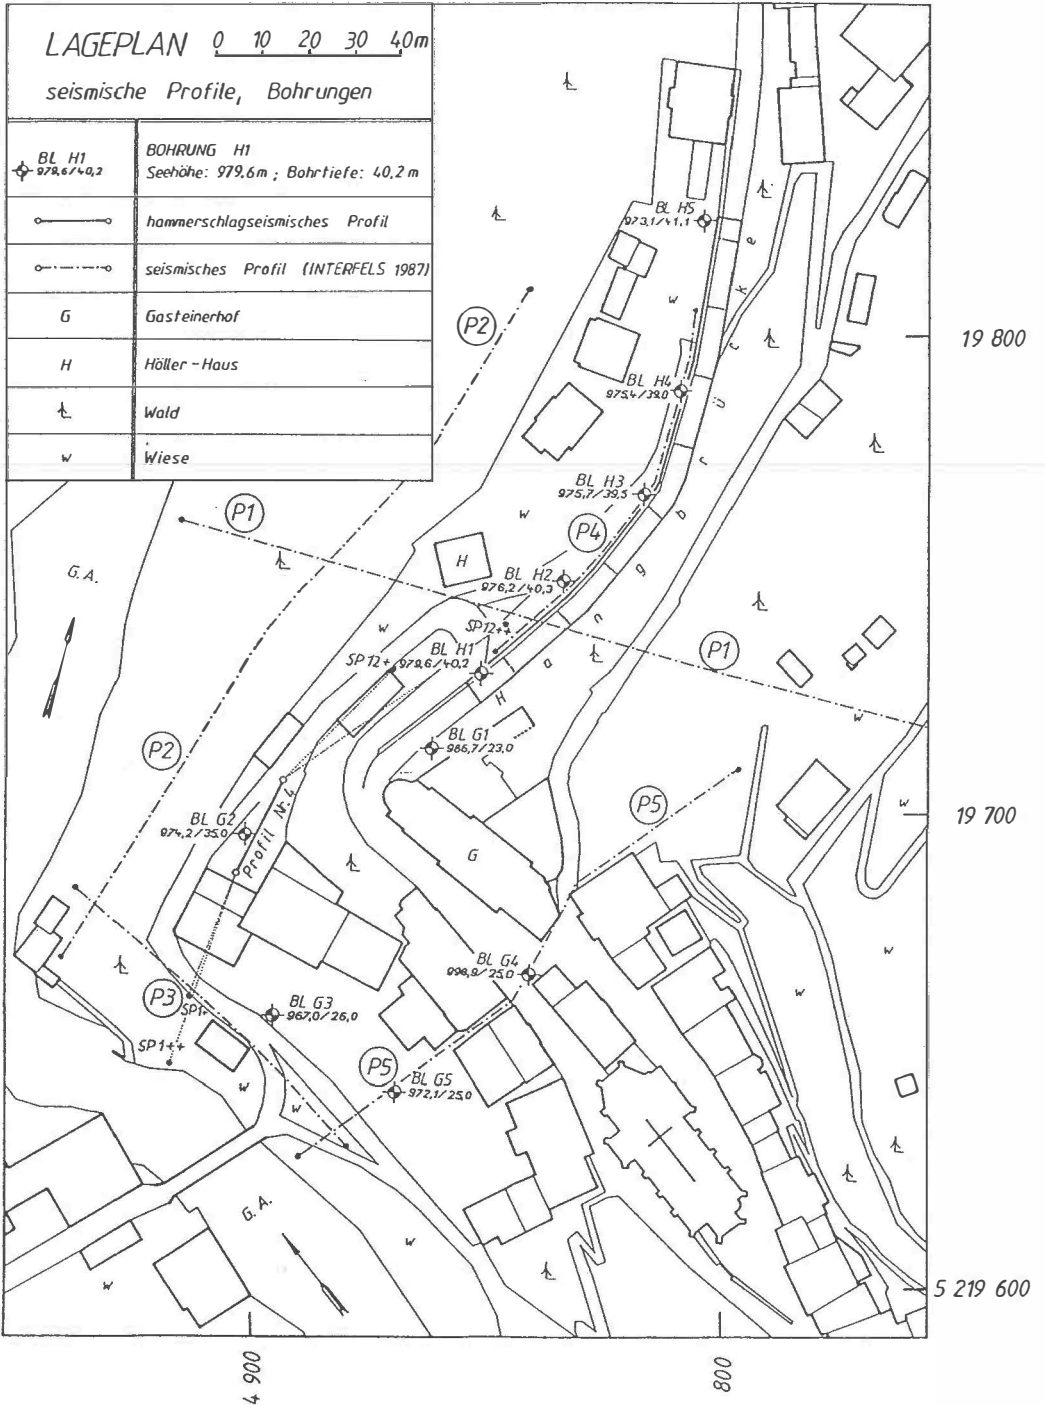 LAGEPLAN 0 10 20 30 40m
seismische Profile, Bohrungen
BL H1
979,6/40,2
BOHRUNG H1
Seehöhe: 979,6m ; Bohrtiefe: 40,2 m
hammerschlagseismisches Profil
seismisches Profil (INTERFELS 1987)
G Gasteinerhof
H Höller-Haus
Wald
w Wiese
BL H5
973,1/41,1
e
k
c
ü
r
b
g
n
a
H
w
P2
19 800
BL H4
975,4/39,0
BL H3
975,7/39,5
P1
w
P4
G.A.
H
BL H2
976,2/40,3
w
SP12++
SP12+
BL H1
979,6/40,2
P1
w
BL G1
986,7/23,0
P2
P5
w
19 700
BL G2
974,2/35,0
Profil Nr.4
G
w
BL G4
998,9/25,0
w
P3
SP1+
BL G3
967,0/26,0
SP1++
P5
BL G5
972,1/25,0
w
w
G.A.
w
w
5 219 600
4 900
800